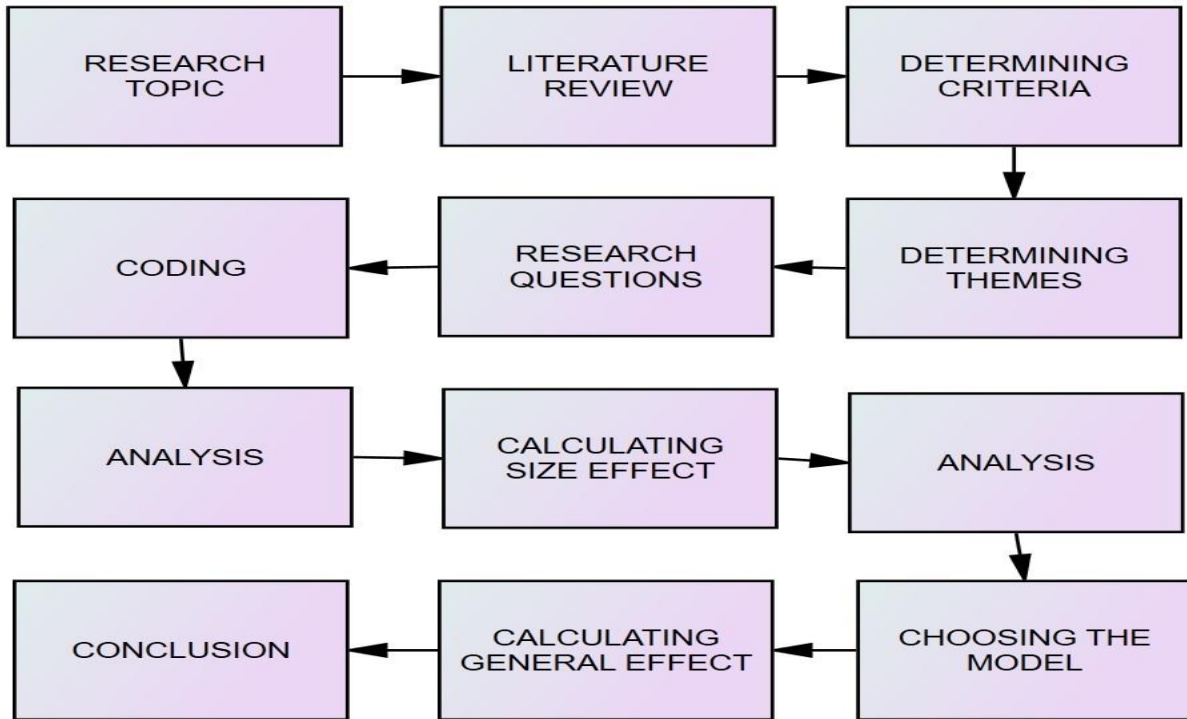 RESEARCH
TOPIC
LITERATURE
REVIEW
DETERMINING
CRITERIA
DETERMINING
THEMES
RESEARCH
QUESTIONS
CODING
ANALYSIS
CALCULATING
SIZE EFFECT
ANALYSIS
CHOOSING THE
MODEL
CALCULATING
GENERAL EFFECT
CONCLUSION